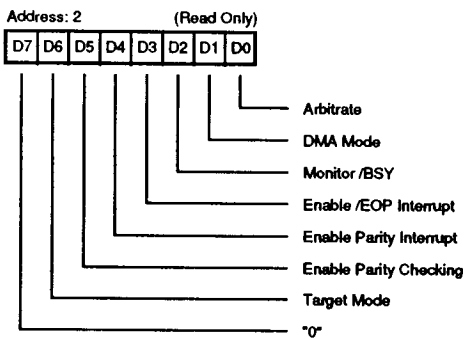 Address: 2 (Read Only)
D7 D6 D5 D4 D3 D2 D1 D0
Arbitrate
DMA Mode
Monitor /BSY
Enable /EOP Interrupt
Enable Parity Interrupt
Enable Parity Checking
Target Mode
"0"